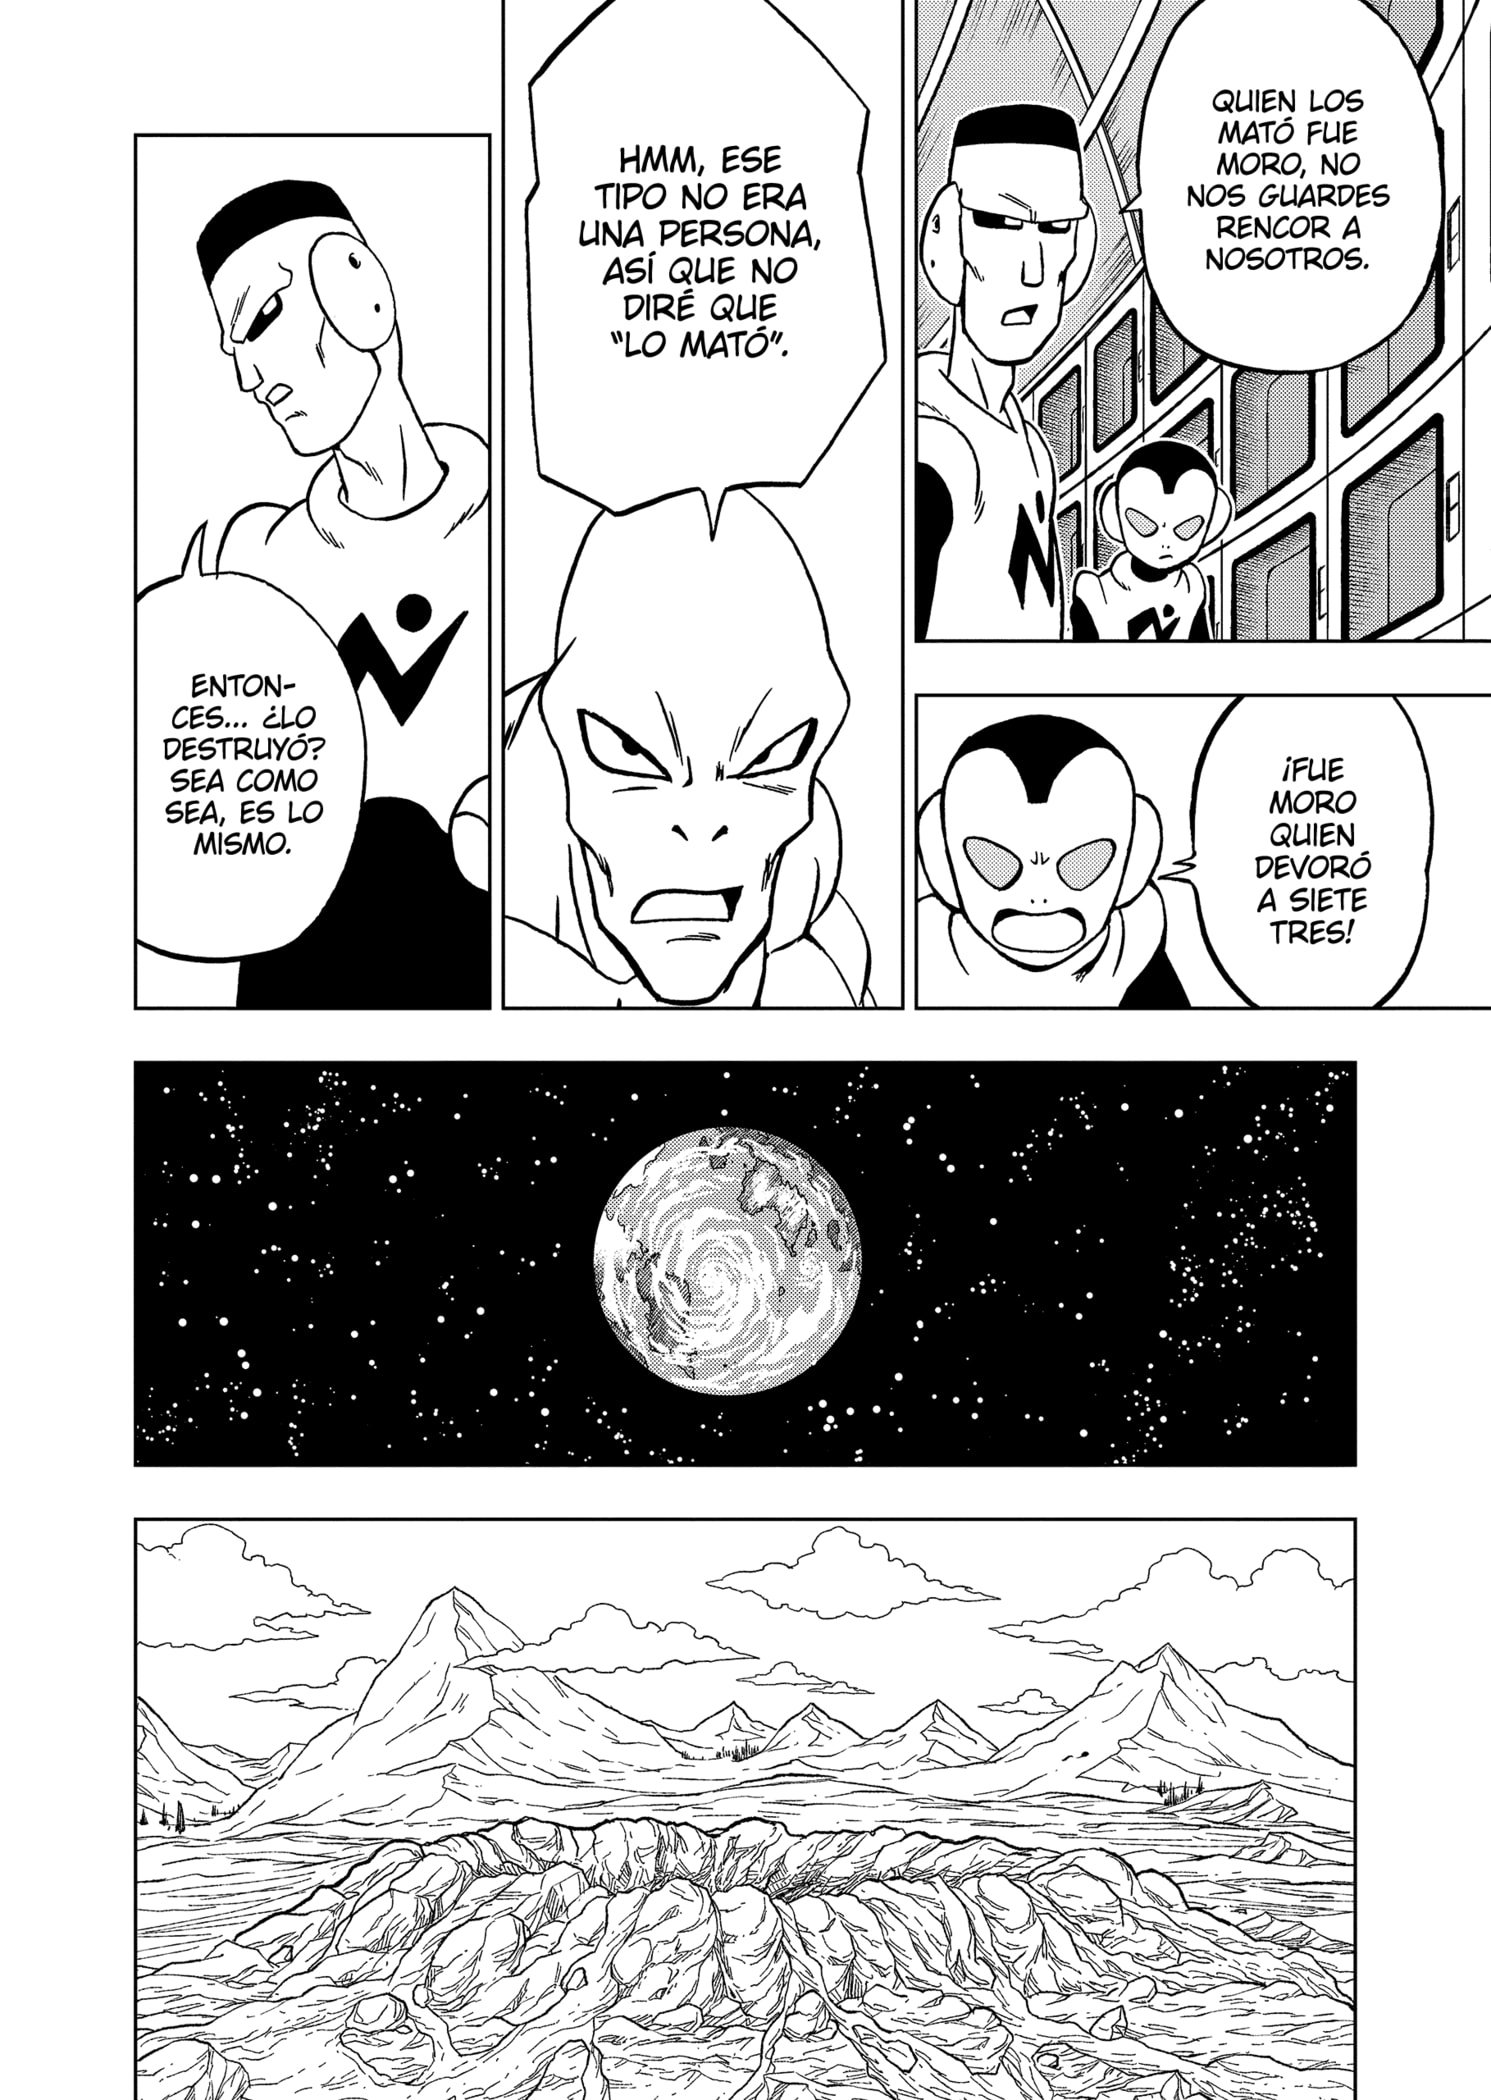 QUIEN LOS
MATÓ FUE
MORO, NO
NOS GUARDES
RENCOR A
NOSOTROS.
¡FUE
MORO
QUIEN
DEVORÓ
A SIETE
TRES!
HMM, ESE
TIPO NO ERA
UNA PERSONA,
ASÍ QUE NO
DIRÉ QUE
“LO MATÓ”.
ENTON-
CES... ¿LO
DESTRUYÓ?
SEA COMO
SEA, ES LO
MISMO.